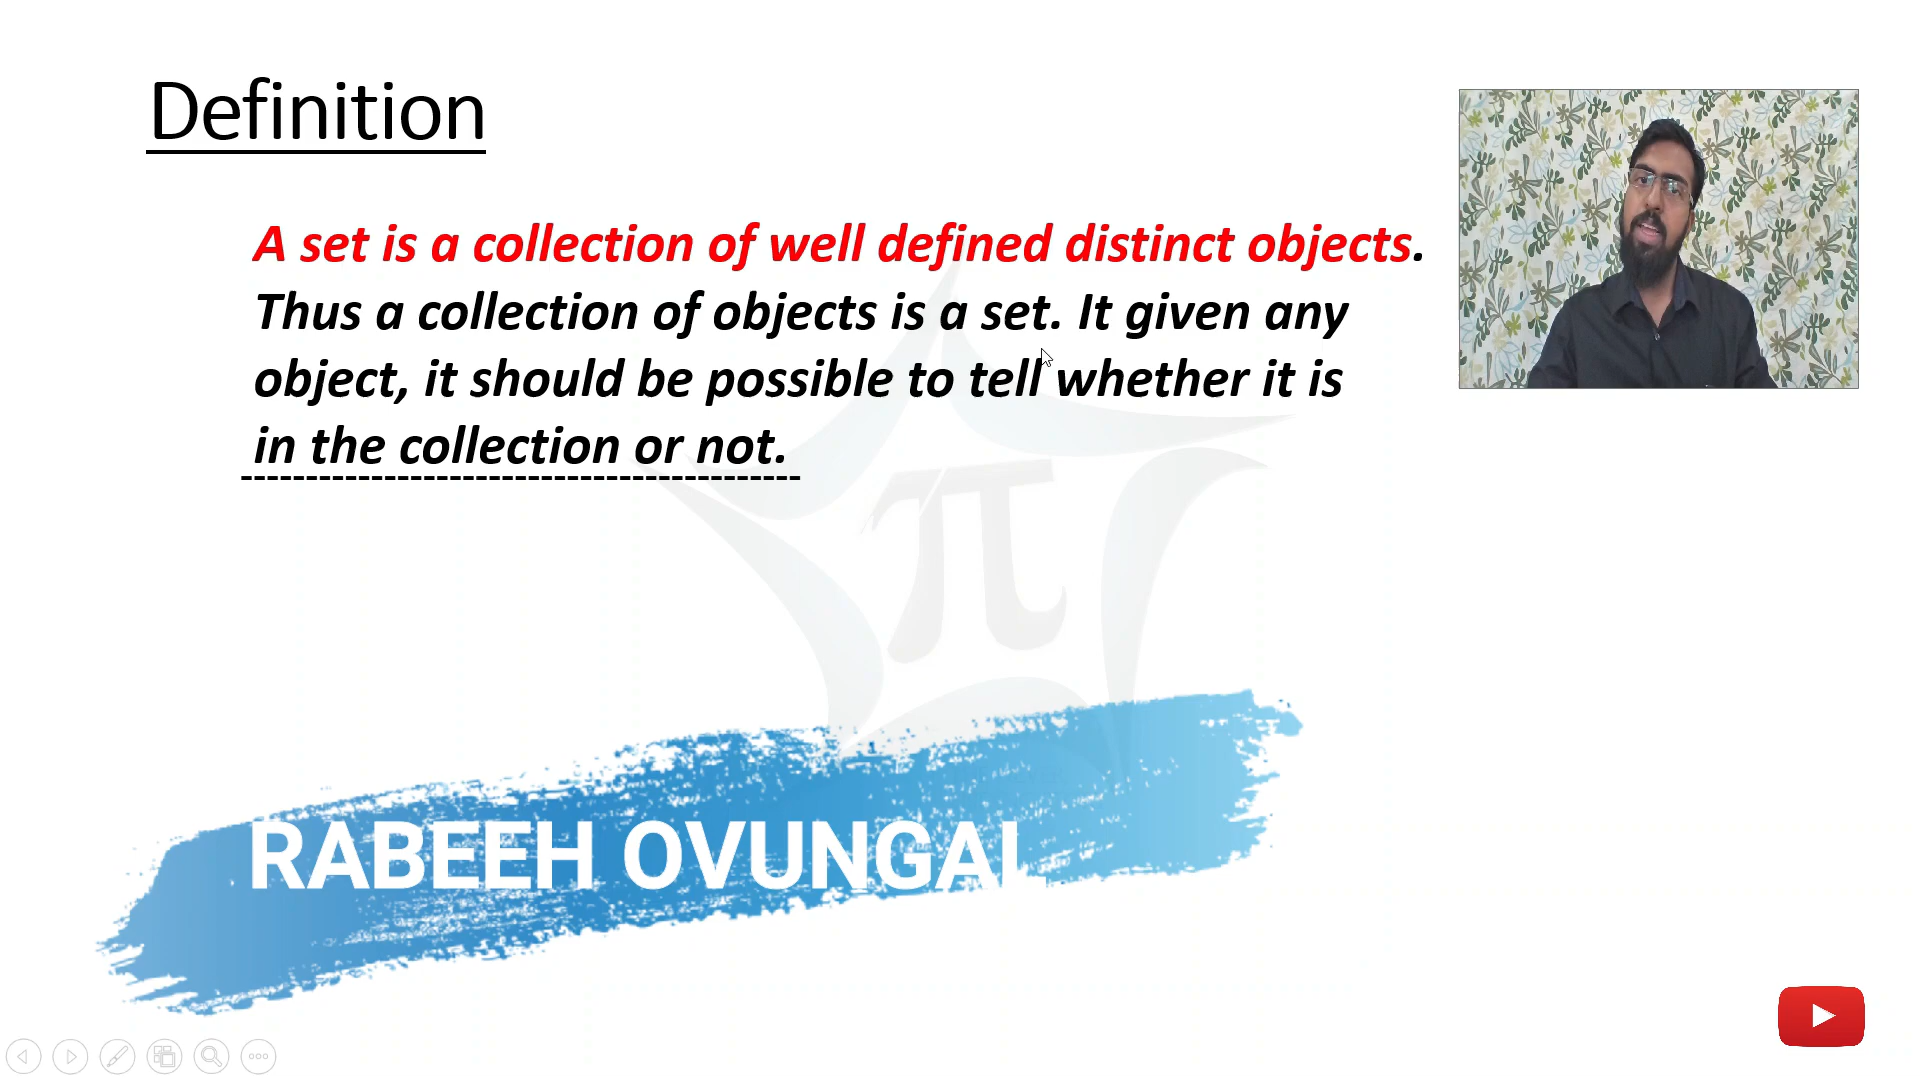 Definition
A set is a collection of well defined distinct objects.
Thus a collection of objects is a set. It given any
object, it should be possible to tell whether it is
in the collection or not.
π
RABEEH OVUNGAL